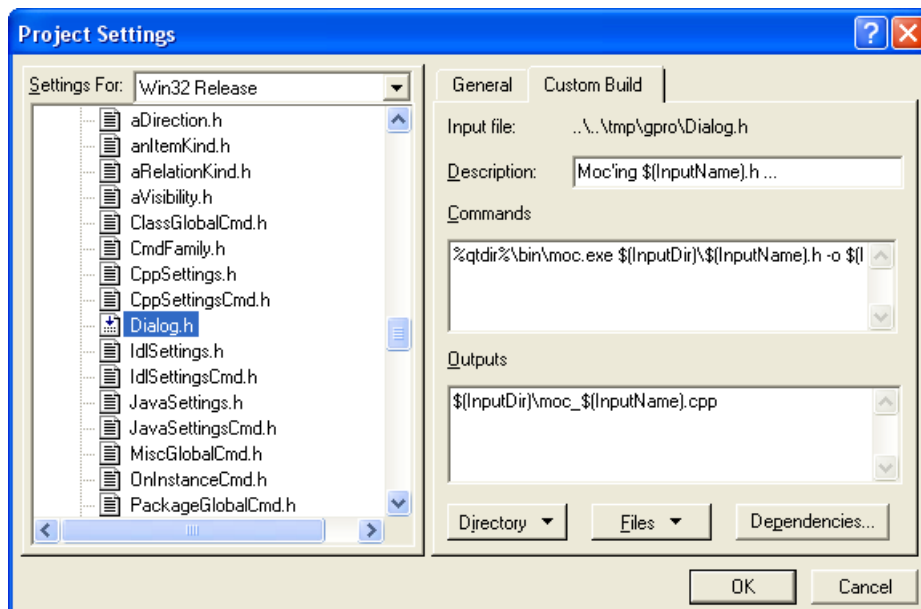 Project Settings
Settings For: Win32 Release
aDirection.h
anItemKind.h
aRelationKind.h
aVisibility.h
ClassGlobalCmd.h
CmdFamily.h
CppSettings.h
CppSettingsCmd.h
Dialog.h
IdlSettings.h
IdlSettingsCmd.h
JavaSettings.h
JavaSettingsCmd.h
MiscGlobalCmd.h
OnInstanceCmd.h
PackageGlobalCmd.h
General Custom Build
Input file: ..\..\tmp\gpro\Dialog.h
Description: Moc'ing $(InputName).h ...
Commands
%qtdir%\bin\moc.exe $(InputDir)\$(InputName).h -o $(I
Outputs
$(InputDir)\moc_$(InputName).cpp
Directory Files Dependencies...
OK Cancel